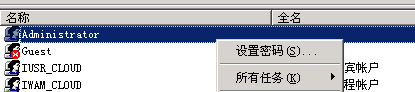 名称 全名
Administrator
Guest
设置密码(S)...
IUSR_CLOUD 宾帐户
所有任务(K)
IWAM_CLOUD 程帐户